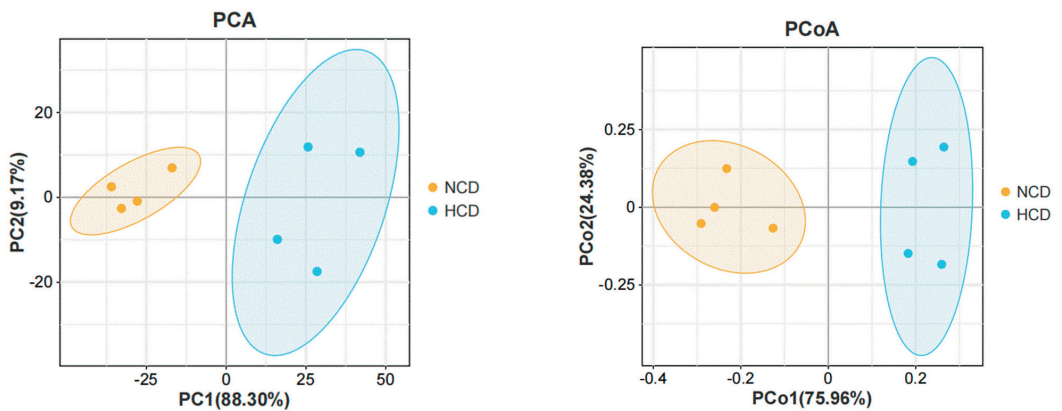 PCA
PC2(9.17%)
20
0
-20
-25
0
25
50
PC1(88.30%)
NCD
HCD
PCoA
PCo2(24.38%)
0.25
0
-0.25
-0.4
-0.2
0
0.2
PCo1(75.96%)
NCD
HCD